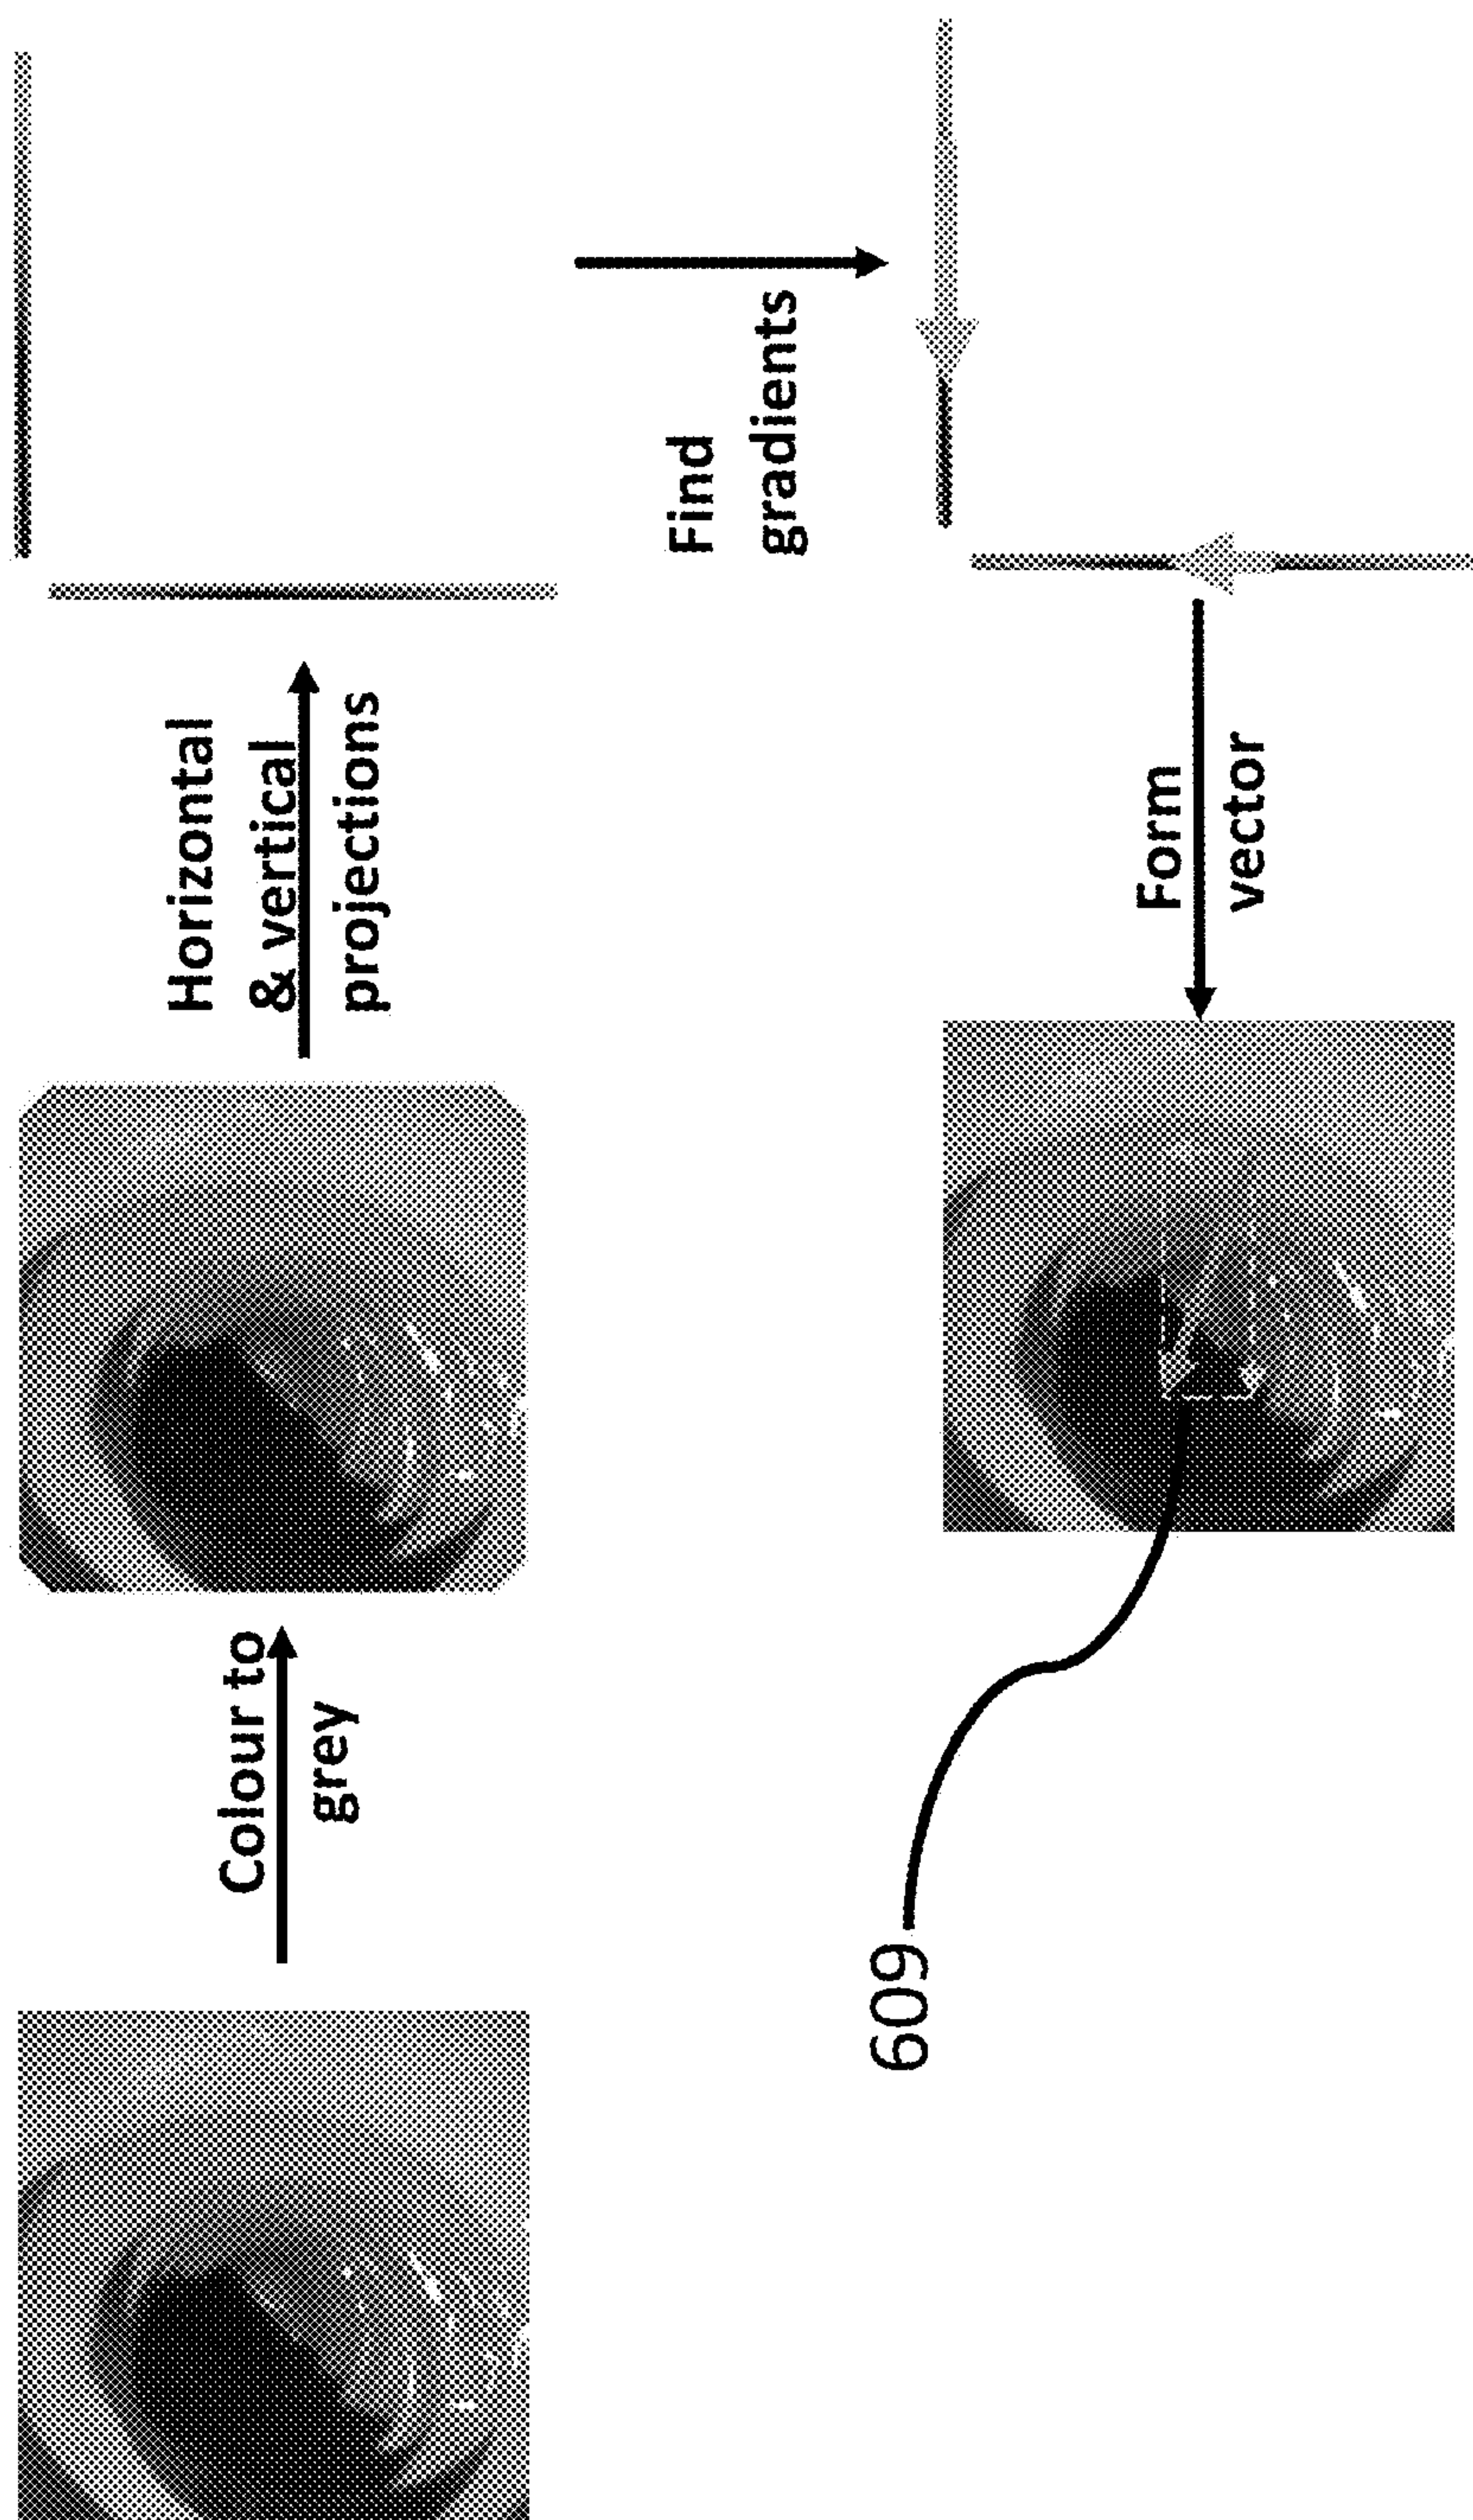 Colour to
grey
Horizontal
& vertical
projections
Find
gradients
Form
vector
609